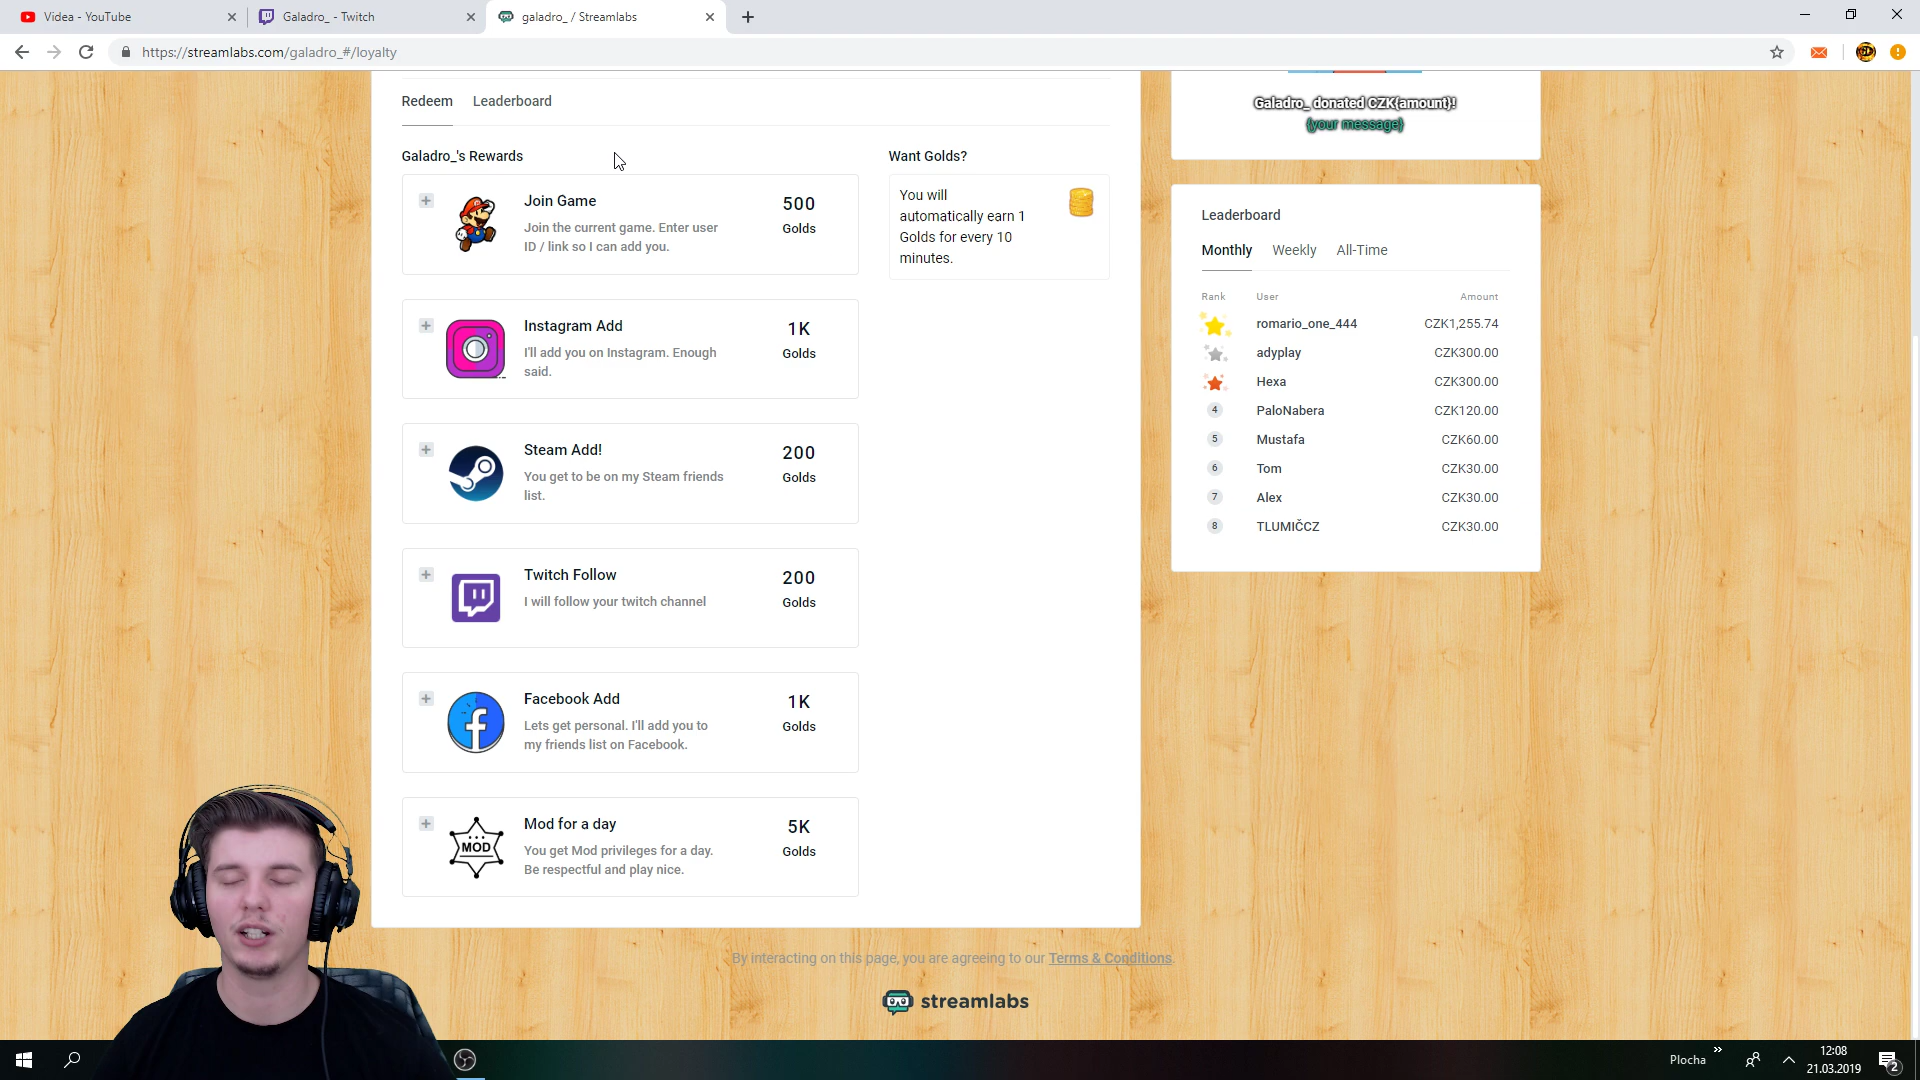 Videa - YouTube
Galadro_ - Twitch
galadro_ / Streamlabs
https://streamlabs.com/galadro_#/loyalty
Redeem
Leaderboard
Galadro_'s Rewards
Join Game
Join the current game. Enter user
ID / link so I can add you.
500
Golds
Instagram Add
I'll add you on Instagram. Enough
said.
1K
Golds
Steam Add!
You get to be on my Steam friends
list.
200
Golds
Twitch Follow
I will follow your twitch channel
200
Golds
Facebook Add
Lets get personal. I'll add you to
my friends list on Facebook.
1K
Golds
MOD
Mod for a day
You get Mod privileges for a day.
Be respectful and play nice.
5K
Golds
Want Golds?
You will
automatically earn 1
Golds for every 10
minutes.
Galadro_ donated CZK{amount}!
{your message}
Leaderboard
Monthly
Weekly
All-Time
Rank User Amount
romario_one_444 CZK1,255.74
adyplay CZK300.00
Hexa CZK300.00
4 PaloNabera CZK120.00
5 Mustafa CZK60.00
6 Tom CZK30.00
7 Alex CZK30.00
8 TLUMIČCZ CZK30.00
By interacting on this page, you are agreeing to our Terms & Conditions.
streamlabs
Plocha
12:08
21.03.2019
2